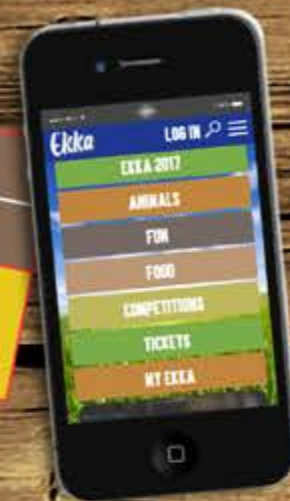 Ekka LOG IN
EKKA 2017
ANIMALS
FUN
FOOD
COMPETITIONS
TICKETS
MY EKKA